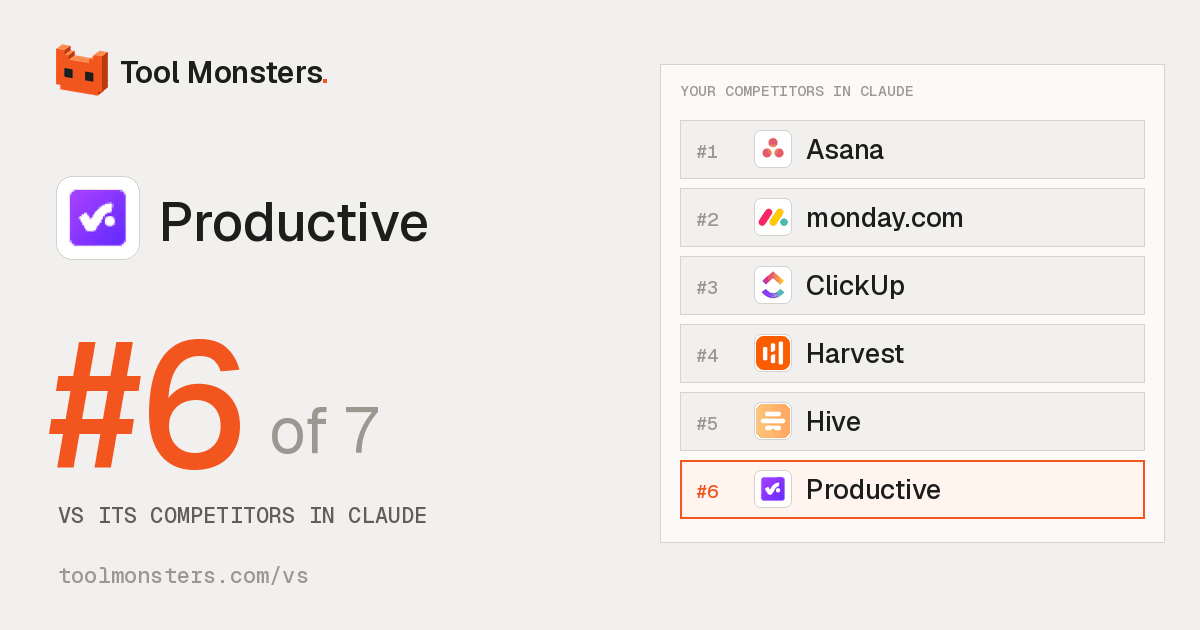 Tool Monsters.
Productive
#6 of 7
VS ITS COMPETITORS IN CLAUDE
toolmonsters.com/vs
YOUR COMPETITORS IN CLAUDE
#1 Asana
#2 monday.com
#3 ClickUp
#4 Harvest
#5 Hive
#6 Productive